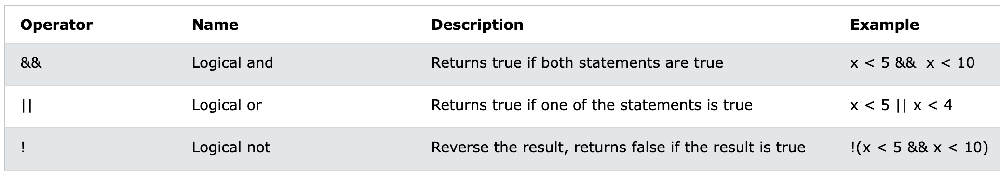 Operator Name Description Example
&& Logical and Returns true if both statements are true x < 5 &&  x < 10
|| Logical or Returns true if one of the statements is true x < 5 || x < 4
! Logical not Reverse the result, returns false if the result is true !(x < 5 && x < 10)